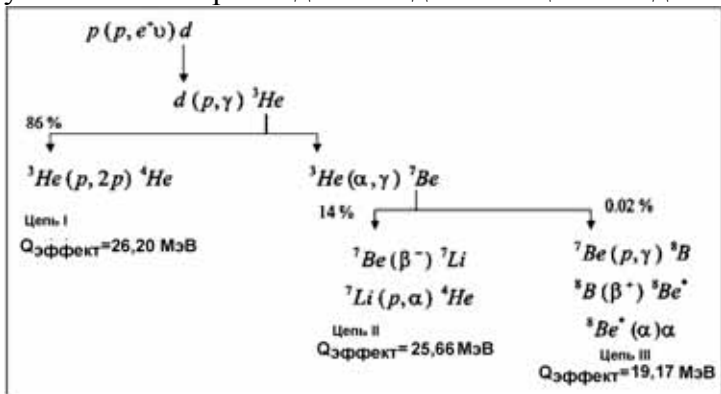 p (p, e⁺υ) d
d (p, γ) ³He
86 %
³He (p, 2p) ⁴He
³He (α, γ) ⁷Be
Цепь I
Qэффект=26,20 МэВ
14 %
0.02 %
⁷Be (β⁻) ⁷Li
⁷Li (p, α) ⁴He
Цепь II
Qэффект= 25,66 МэВ
⁷Be (p, γ) ⁸B
⁸B (β⁺) ⁸Be*
⁸Be* (α)α
Цепь III
Qэффект=19,17 МэВ